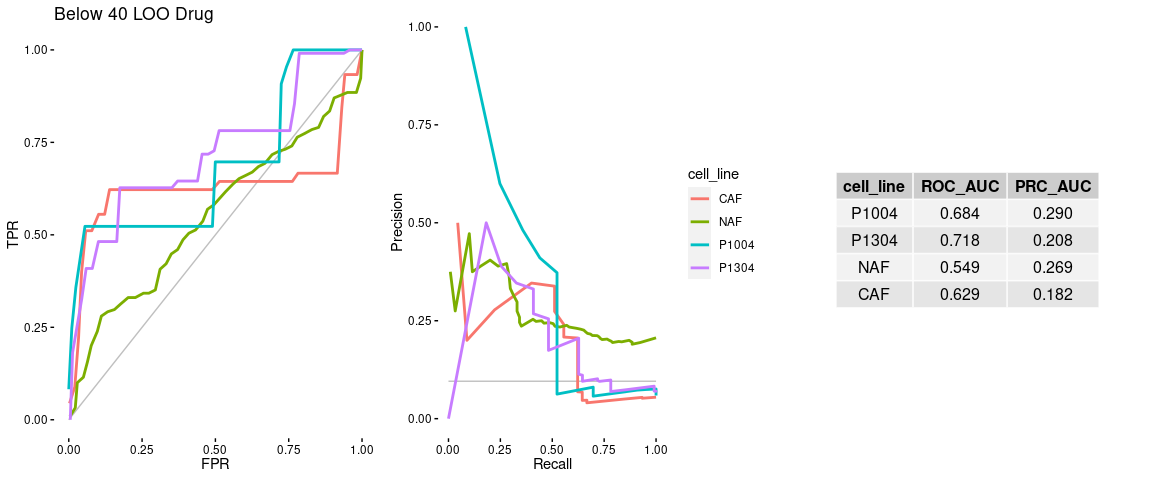 Below 40 LOO Drug
TPR
1.00
0.75
0.50
0.25
0.00
0.00 0.25 0.50 0.75 1.00
FPR
Precision
1.00
0.75
0.50
0.25
0.00
0.00 0.25 0.50 0.75 1.00
Recall
cell_line
CAF
NAF
P1004
P1304
cell_line ROC_AUC PRC_AUC
P1004 0.684 0.290
P1304 0.718 0.208
NAF 0.549 0.269
CAF 0.629 0.182